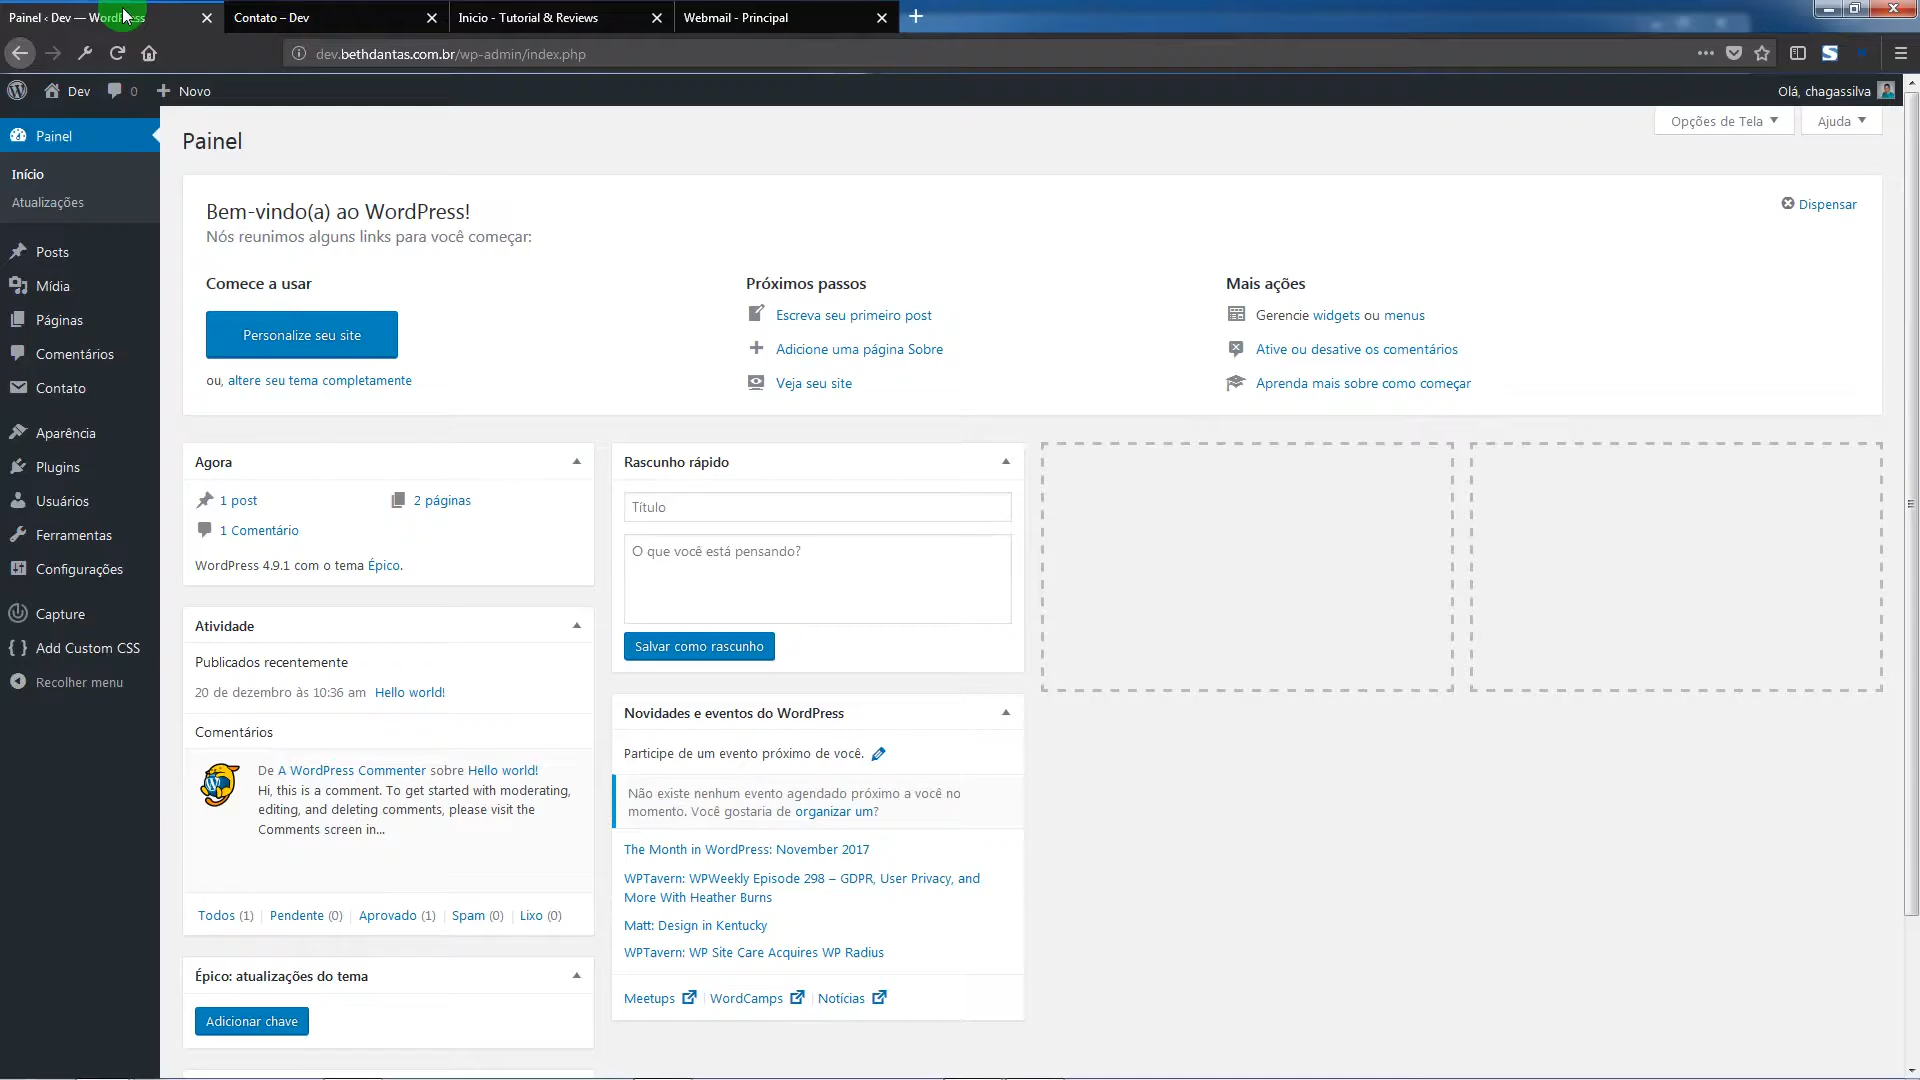 Painel ‹ Dev — WordPress
Contato – Dev
Inicio - Tutorial & Reviews
Webmail - Principal
dev.bethdantas.com.br/wp-admin/index.php
Dev
0
Novo
Olá, chagassilva
Painel
Início
Atualizações
Posts
Mídia
Páginas
Comentários
Contato
Aparência
Plugins
Usuários
Ferramentas
Configurações
Capture
Add Custom CSS
Recolher menu
Painel
Opções de Tela
Ajuda
Bem-vindo(a) ao WordPress!
Nós reunimos alguns links para você começar:
Dispensar
Comece a usar
Personalize seu site
ou, altere seu tema completamente
Próximos passos
Escreva seu primeiro post
Adicione uma página Sobre
Veja seu site
Mais ações
Gerencie widgets ou menus
Ative ou desative os comentários
Aprenda mais sobre como começar
Agora
1 post
2 páginas
1 Comentário
WordPress 4.9.1 com o tema Épico.
Atividade
Publicados recentemente
20 de dezembro às 10:36 am Hello world!
Comentários
De A WordPress Commenter sobre Hello world!
Hi, this is a comment. To get started with moderating,
editing, and deleting comments, please visit the
Comments screen in...
Todos (1) | Pendente (0) | Aprovado (1) | Spam (0) | Lixo (0)
Épico: atualizações do tema
Adicionar chave
Rascunho rápido
Título
O que você está pensando?
Salvar como rascunho
Novidades e eventos do WordPress
Participe de um evento próximo de você.
Não existe nenhum evento agendado próximo a você no
momento. Você gostaria de organizar um?
The Month in WordPress: November 2017
WPTavern: WPWeekly Episode 298 – GDPR, User Privacy, and
More With Heather Burns
Matt: Design in Kentucky
WPTavern: WP Site Care Acquires WP Radius
Meetups | WordCamps | Notícias